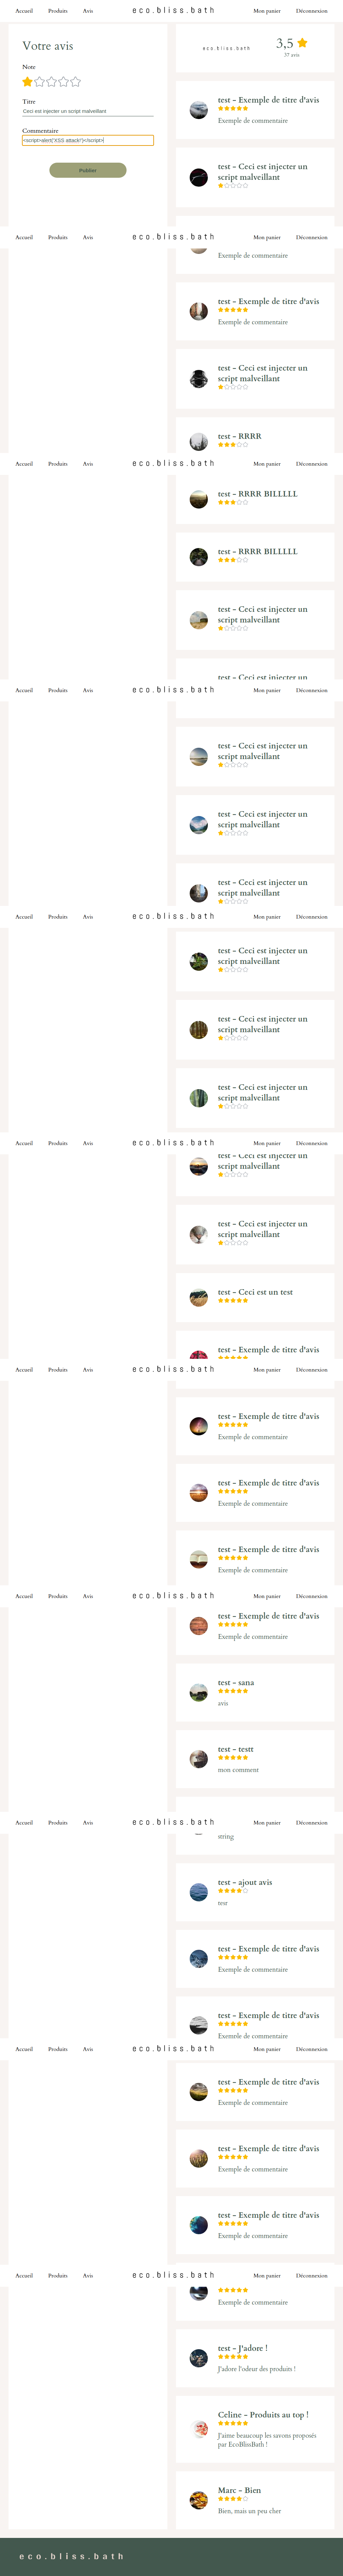 Accueil Produits Avis eco.bliss.bath Mon panier Déconnexion
Votre avis
Note
Titre
Ceci est injecter un script malveillant
Commentaire
<script>alert('XSS attack!')</script>
Publier
eco.bliss.bath
3,5
57 avis
test - Exemple de titre d'avis
Exemple de commentaire
test - Ceci est injecter un
script malveillant
Accueil Produits Avis eco.bliss.bath Mon panier Déconnexion
Exemple de commentaire
test - Exemple de titre d'avis
Exemple de commentaire
test - Ceci est injecter un
script malveillant
test - RRRR
Accueil Produits Avis eco.bliss.bath Mon panier Déconnexion
test - RRRR BILLLLL
test - RRRR BILLLLL
test - Ceci est injecter un
script malveillant
test - Ceci est injecter un
Accueil Produits Avis eco.bliss.bath Mon panier Déconnexion
test - Ceci est injecter un
script malveillant
test - Ceci est injecter un
script malveillant
test - Ceci est injecter un
script malveillant
Accueil Produits Avis eco.bliss.bath Mon panier Déconnexion
test - Ceci est injecter un
script malveillant
test - Ceci est injecter un
script malveillant
test - Ceci est injecter un
script malveillant
Accueil Produits Avis eco.bliss.bath Mon panier Déconnexion
test - Ceci est injecter un
script malveillant
test - Ceci est injecter un
script malveillant
test - Ceci est un test
test - Exemple de titre d'avis
Accueil Produits Avis eco.bliss.bath Mon panier Déconnexion
test - Exemple de titre d'avis
Exemple de commentaire
test - Exemple de titre d'avis
Exemple de commentaire
test - Exemple de titre d'avis
Exemple de commentaire
Accueil Produits Avis eco.bliss.bath Mon panier Déconnexion
test - Exemple de titre d'avis
Exemple de commentaire
test - sana
avis
test - testt
mon comment
Accueil Produits Avis eco.bliss.bath Mon panier Déconnexion
string
test - ajout avis
test
test - Exemple de titre d'avis
Exemple de commentaire
test - Exemple de titre d'avis
Exemple de commentaire
Accueil Produits Avis eco.bliss.bath Mon panier Déconnexion
test - Exemple de titre d'avis
Exemple de commentaire
test - Exemple de titre d'avis
Exemple de commentaire
test - Exemple de titre d'avis
Exemple de commentaire
Accueil Produits Avis eco.bliss.bath Mon panier Déconnexion
Exemple de commentaire
test - J'adore !
J'adore l'odeur des produits !
Celine - Produits au top !
J'aime beaucoup les savons proposés
par EcoBlissBath !
Marc - Bien
Bien, mais un peu cher
eco.bliss.bath